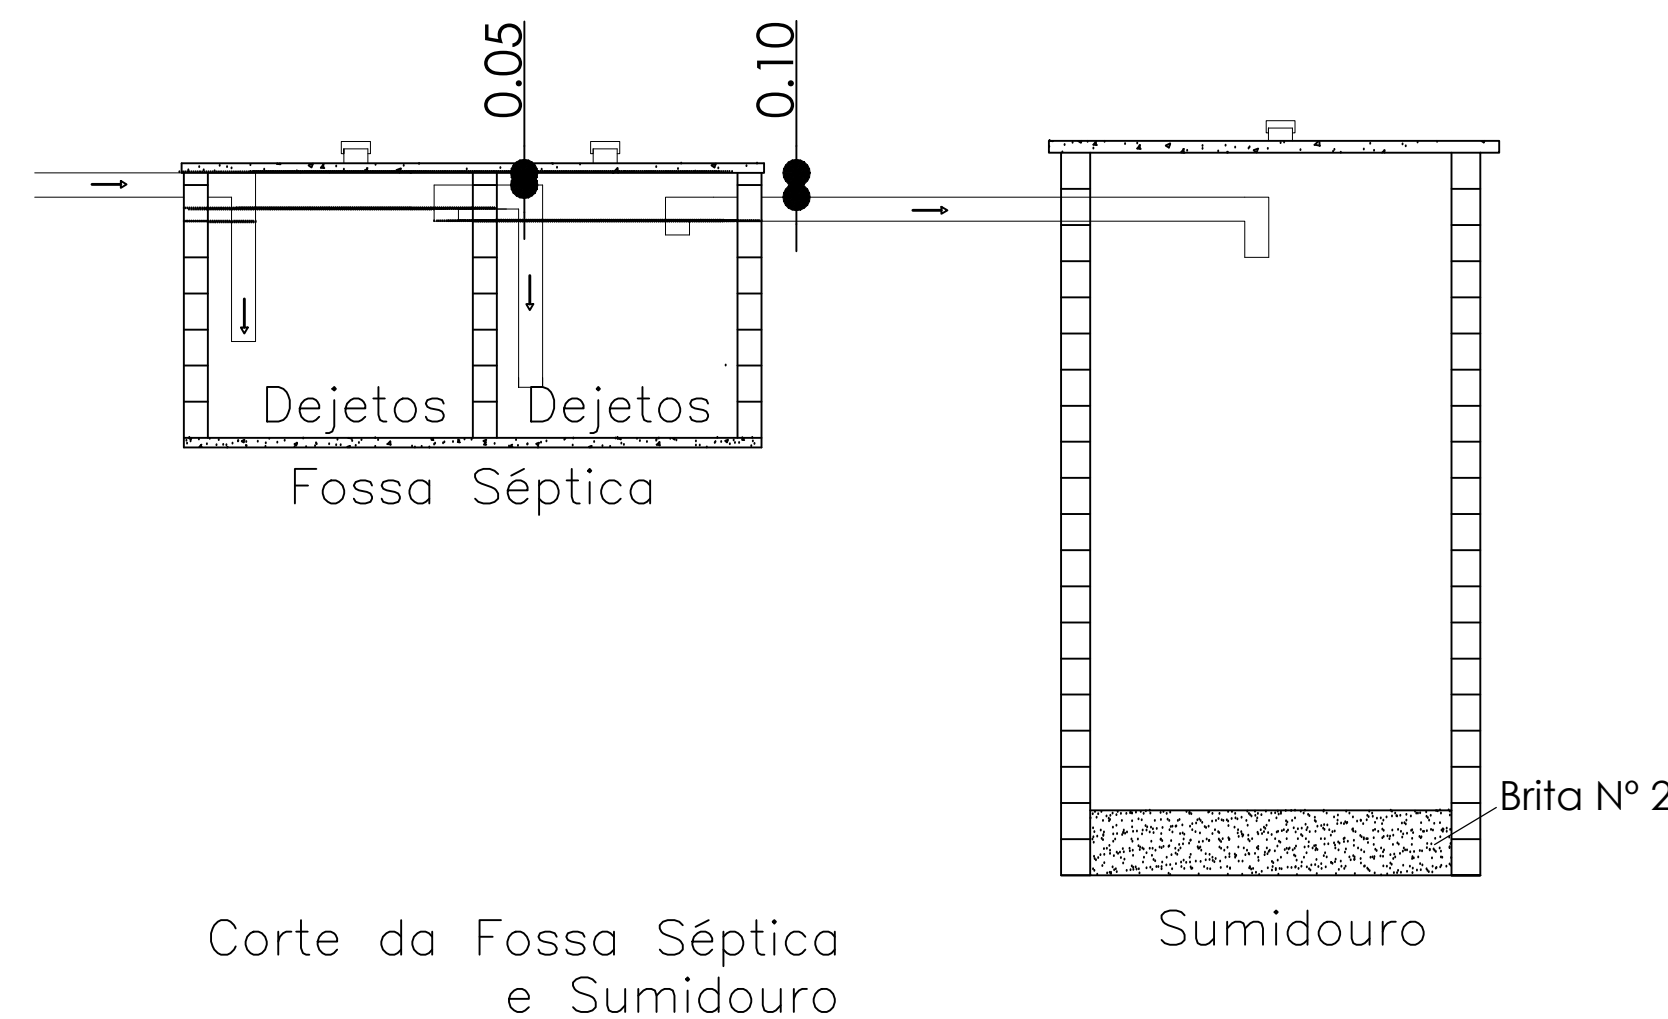 0.05
0.10
Dejetos
Dejetos
Fossa Séptica
Brita Nº 2
Sumidouro
Corte da Fossa Séptica
e Sumidouro